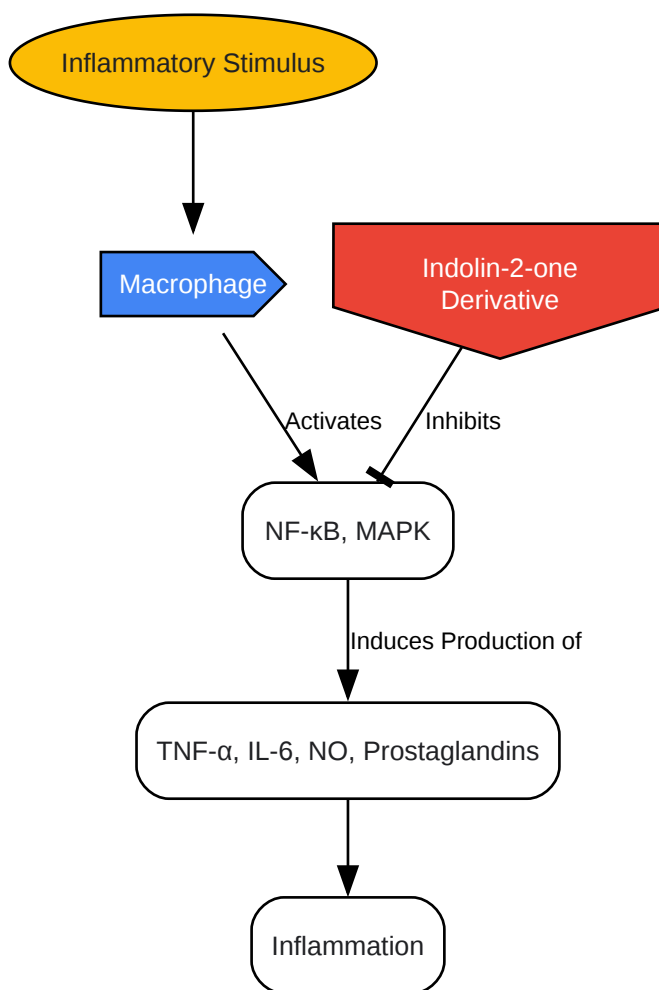 Inflammatory Stimulus
Macrophage
Indolin-2-one
Derivative
Activates
Inhibits
NF-κB, MAPK
Induces Production of
TNF-α, IL-6, NO, Prostaglandins
Inflammation